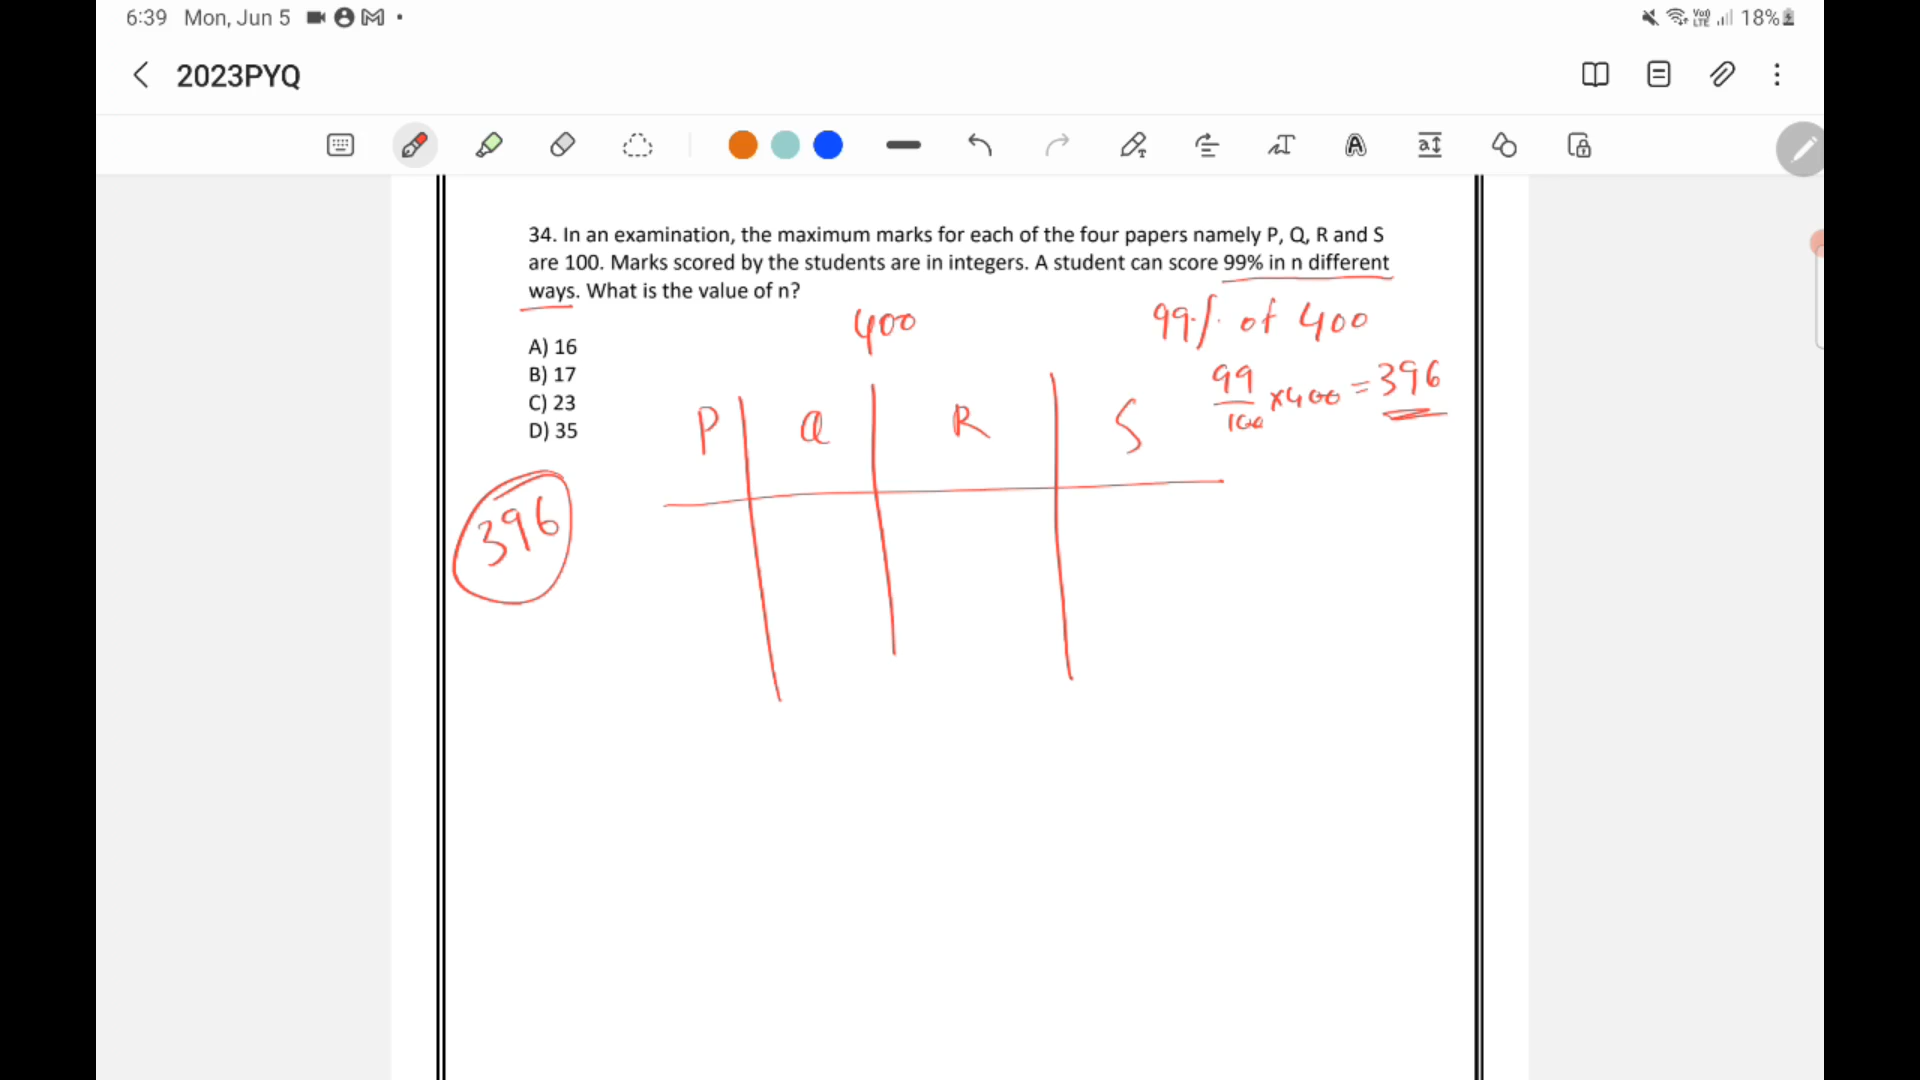 6:39 Mon, Jun 5 18%
2023PYQ
34. In an examination, the maximum marks for each of the four papers namely P, Q, R and S
are 100. Marks scored by the students are in integers. A student can score 99% in n different
ways. What is the value of n?
400
99% of 400
A) 16
B) 17
C) 23
D) 35
99/100 x400 = 396
P Q R S
396